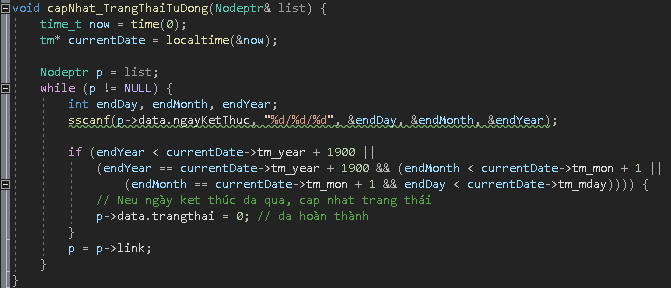 void capNhat_TrangThaiTuDong(Nodeptr& list) {
    time_t now = time(0);
    tm* currentDate = localtime(&now);

    Nodeptr p = list;
    while (p != NULL) {
        int endDay, endMonth, endYear;
        sscanf(p->data.ngayKetThuc, "%d/%d/%d", &endDay, &endMonth, &endYear);

        if (endYear < currentDate->tm_year + 1900 ||
            (endYear == currentDate->tm_year + 1900 && (endMonth < currentDate->tm_mon + 1 ||
                (endMonth == currentDate->tm_mon + 1 && endDay < currentDate->tm_mday)))) {
            // Neu ngày ket thúc da qua, cap nhat trang thái
            p->data.trangthai = 0; // da hoàn thành
        }
        p = p->link;
    }
}